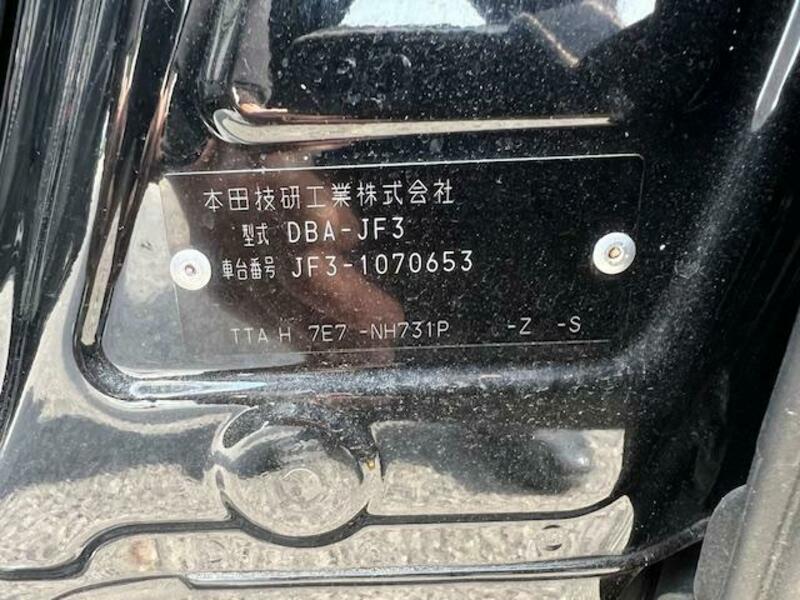 本田技研工業株式会社
型式 DBA-JF3
車台番号 JF3-1070653
TTA H 7E7 -NH731P -Z -S